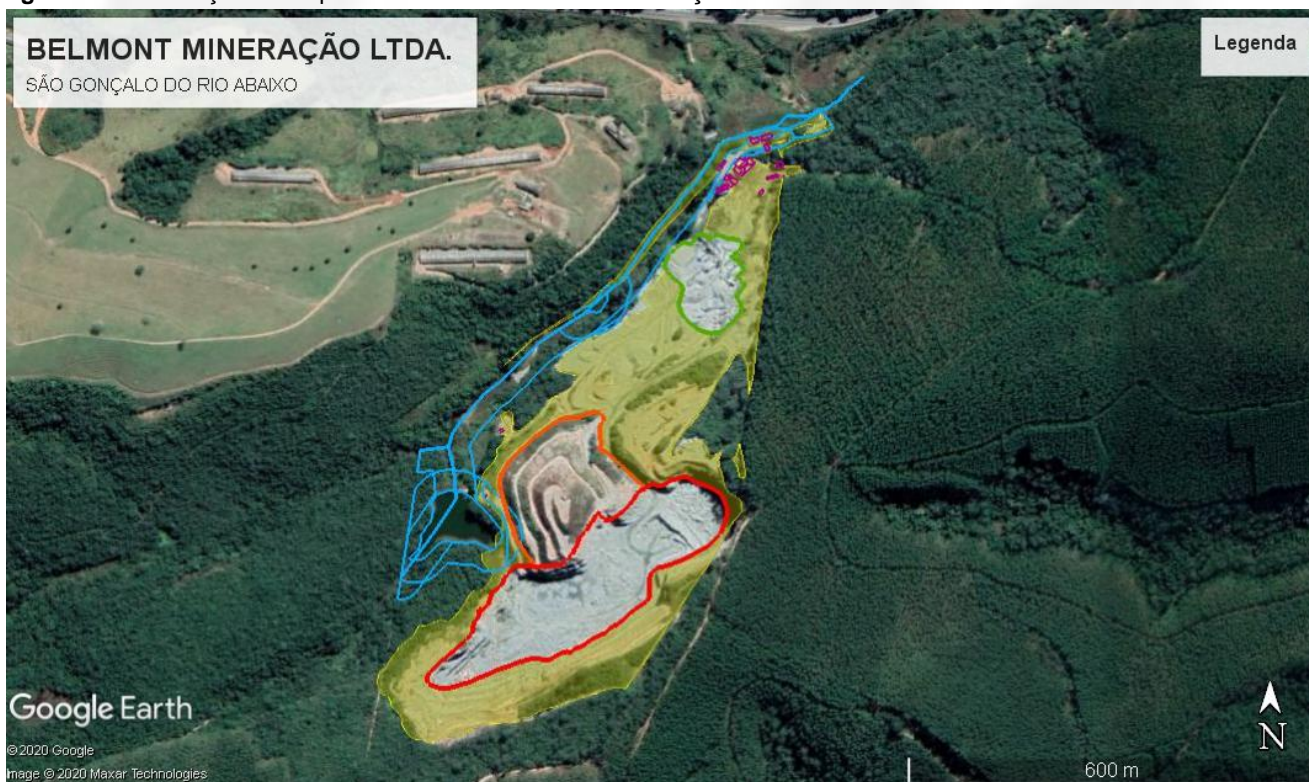 BELMONT MINERAÇÃO LTDA.
SÃO GONÇALO DO RIO ABAIXO
Legenda
Google Earth
©2020 Google
Image © 2020 Maxar Technologies
N
600 m